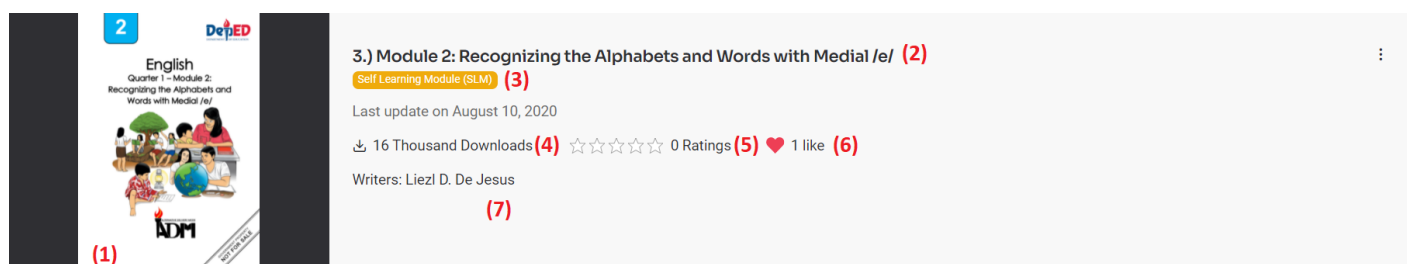 2
DepED
English
Quarter 1 – Module 2:
Recognizing the Alphabets and
Words with Medial /e/
ADM
NOT FOR SALE
(1)
3.) Module 2: Recognizing the Alphabets and Words with Medial /e/ (2)
Self Learning Module (SLM) (3)
Last update on August 10, 2020
16 Thousand Downloads (4) 0 Ratings (5) 1 like (6)
Writers: Liezl D. De Jesus
(7)